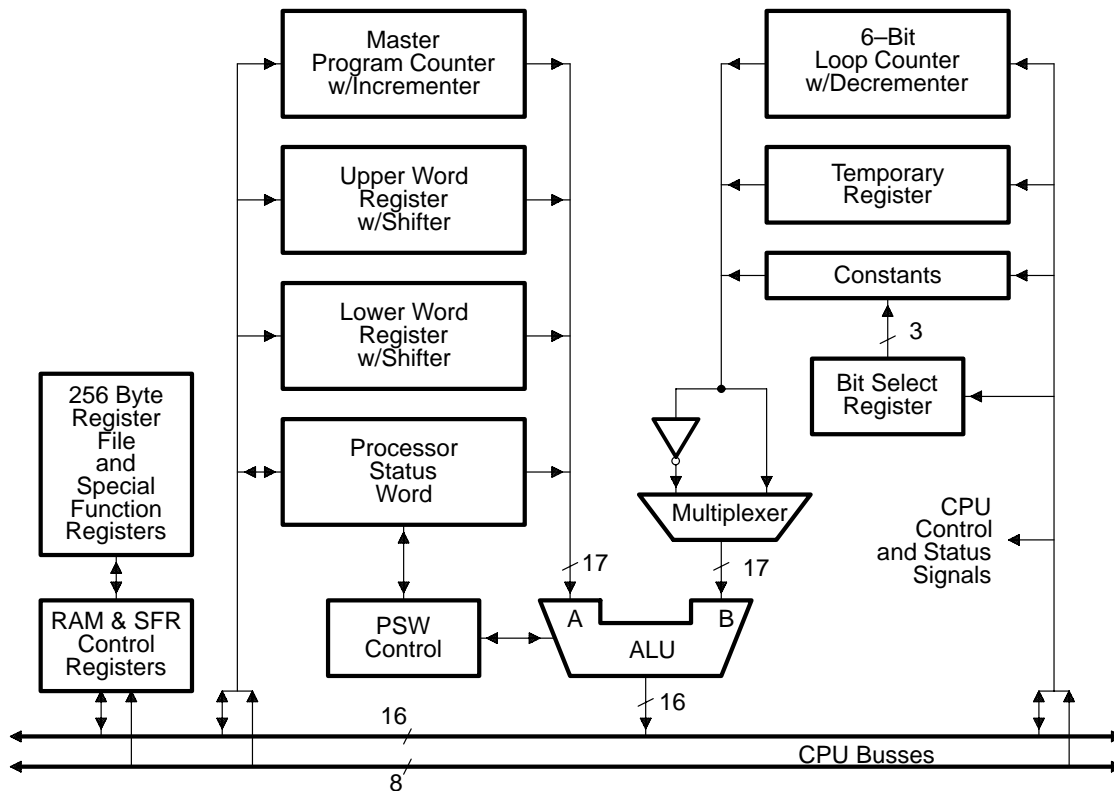 Master
Program Counter
w/Incrementer
Upper Word
Register
w/Shifter
Lower Word
Register
w/Shifter
256 Byte
Register
File
and
Special
Function
Registers
Processor
Status
Word
RAM & SFR
Control
Registers
PSW
Control
17
A
B
ALU
16
6–Bit
Loop Counter
w/Decrementer
Temporary
Register
Constants
3
Bit Select
Register
Multiplexer
17
CPU
Control
and Status
Signals
16
CPU Busses
8